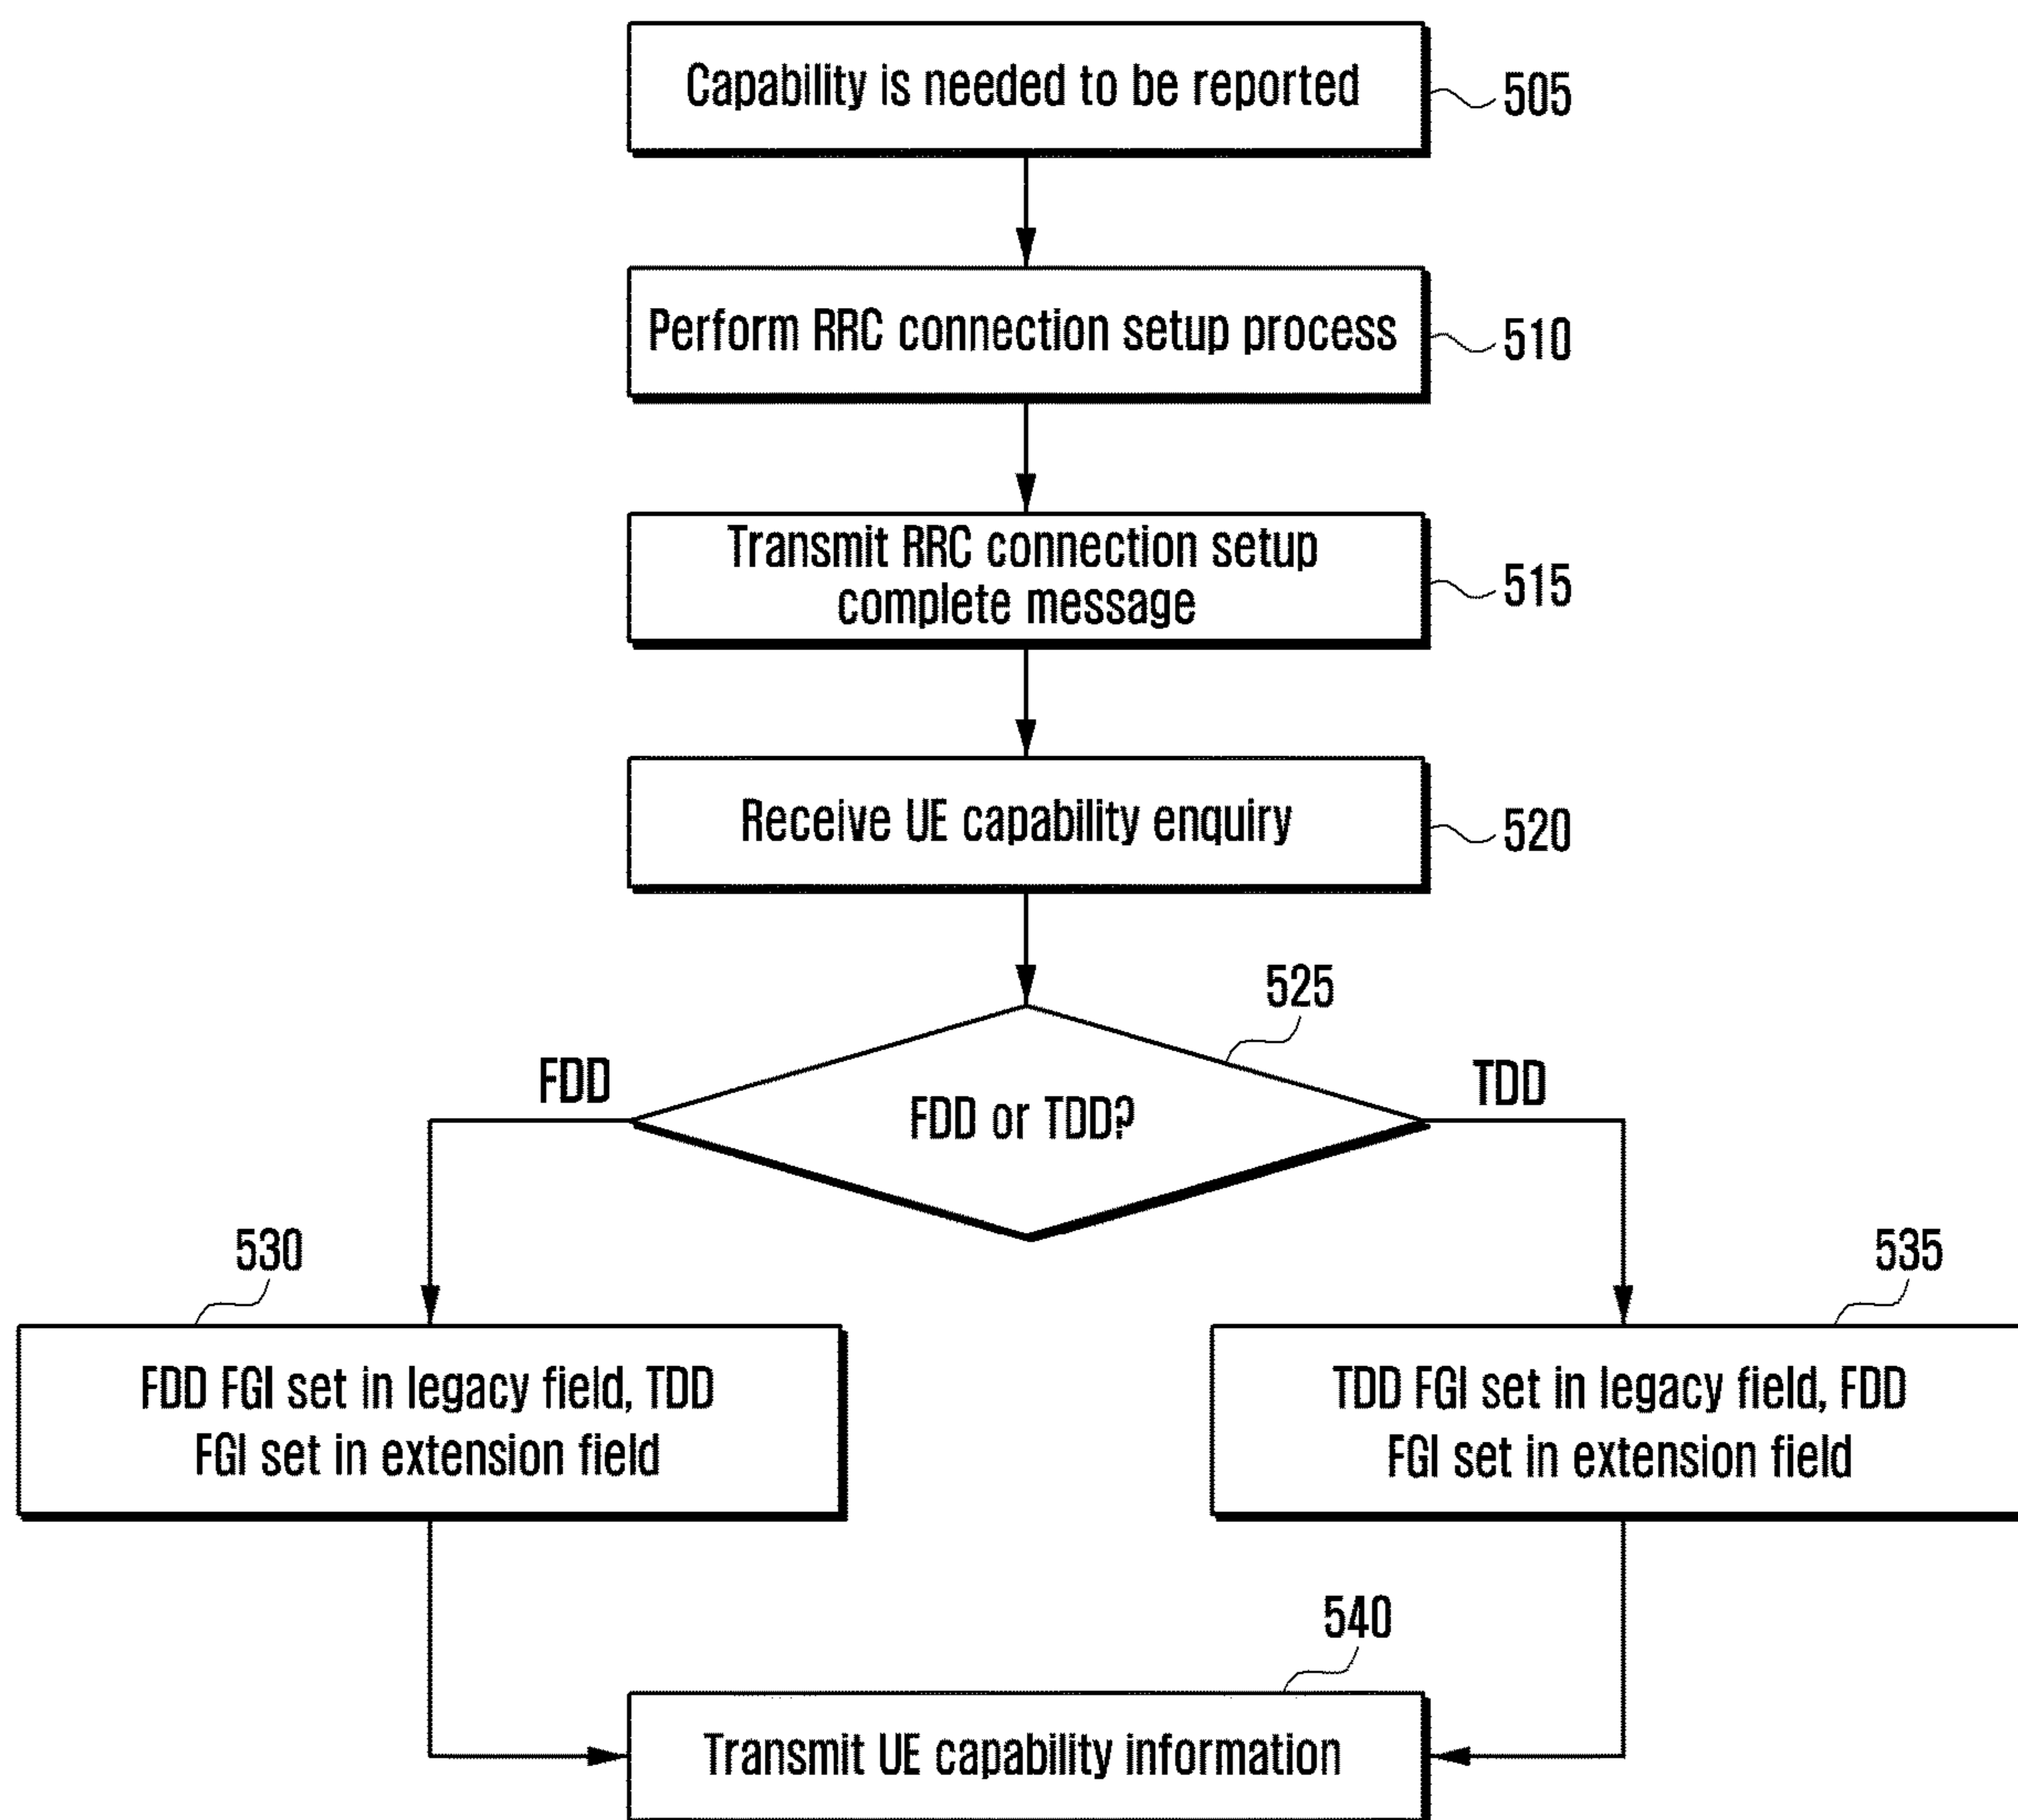 Capability is needed to be reported
505
Perform RRC connection setup process
510
Transmit RRC connection setup
complete message
515
Receive UE capability enquiry
520
525
FDD
FDD or TDD?
TDD
530
FDD FGI set in legacy field, TDD
FGI set in extension field
535
TDD FGI set in legacy field, FDD
FGI set in extension field
540
Transmit UE capability information